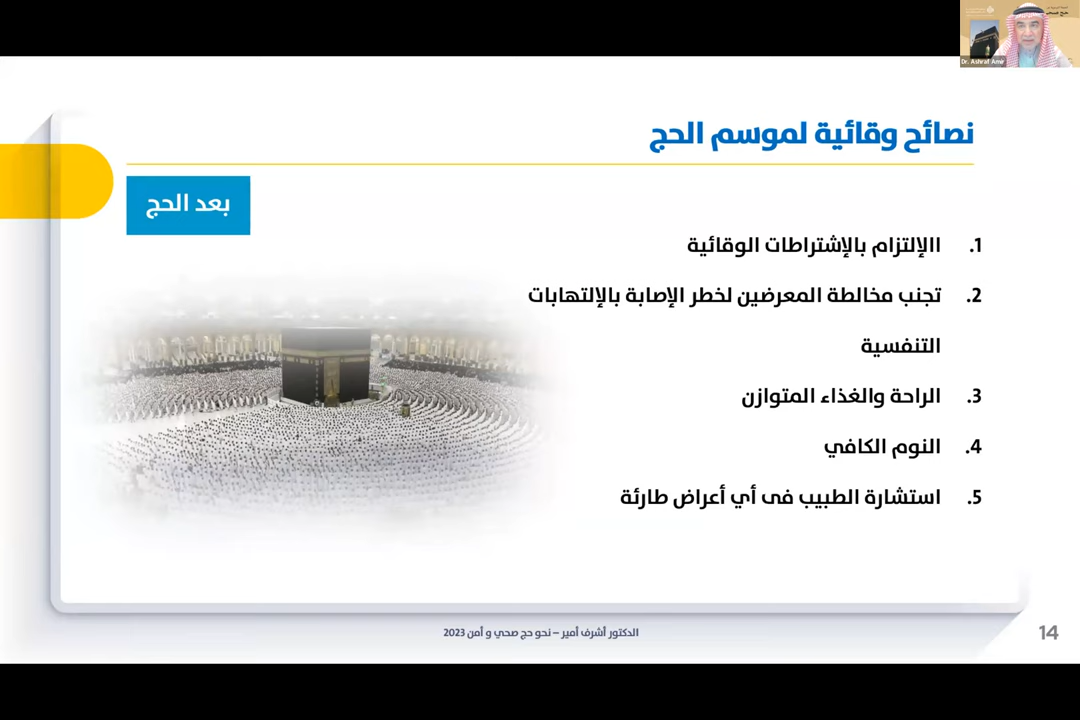 Dr. Ashraf Amir
نصائح وقائية لموسم الحج
بعد الحج
1. االإلتزام بالإشتراطات الوقائية
2. تجنب مخالطة المعرضين لخطر الإصابة بالإلتهابات
التنفسية
3. الراحة والغذاء المتوازن
4. النوم الكافي
5. استشارة الطبيب فى أي أعراض طارئة
الدكتور أشرف أمير – نحو حج صحي و أمن 2023
14